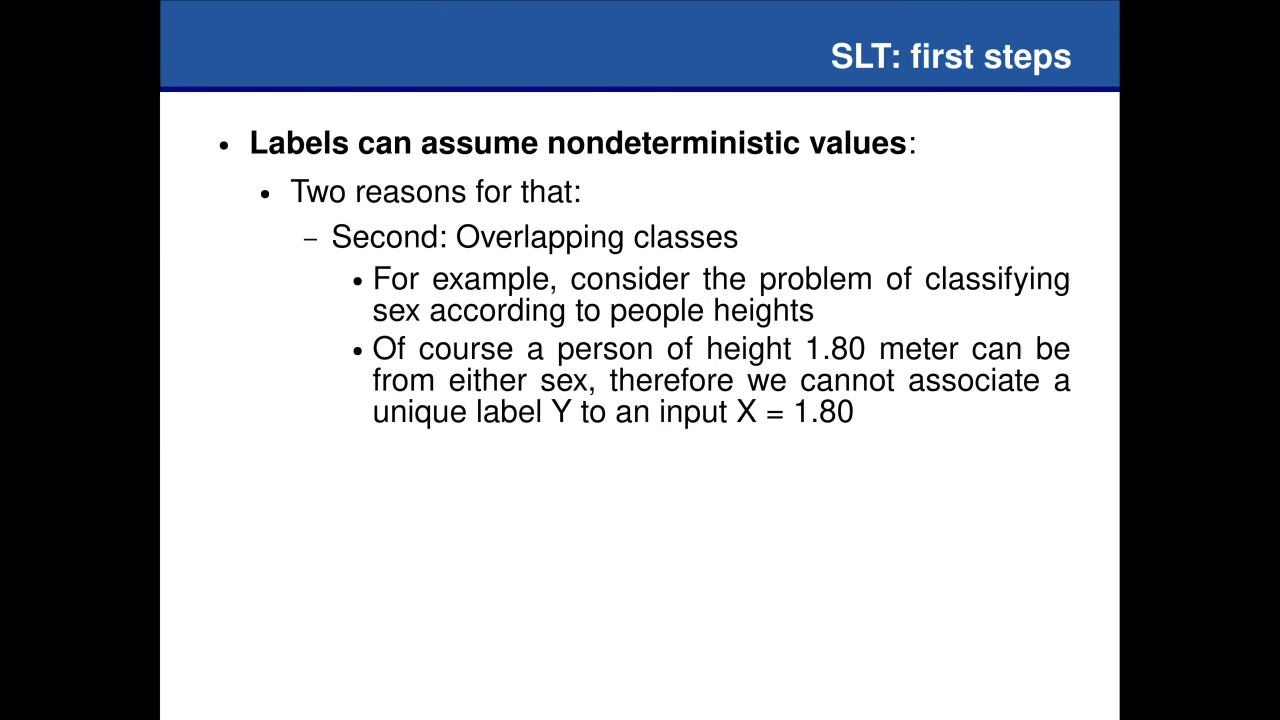 SLT: first steps
• Labels can assume nondeterministic values:
• Two reasons for that:
– Second: Overlapping classes
• For example, consider the problem of classifying
sex according to people heights
• Of course a person of height 1.80 meter can be
from either sex, therefore we cannot associate a
unique label Y to an input X = 1.80